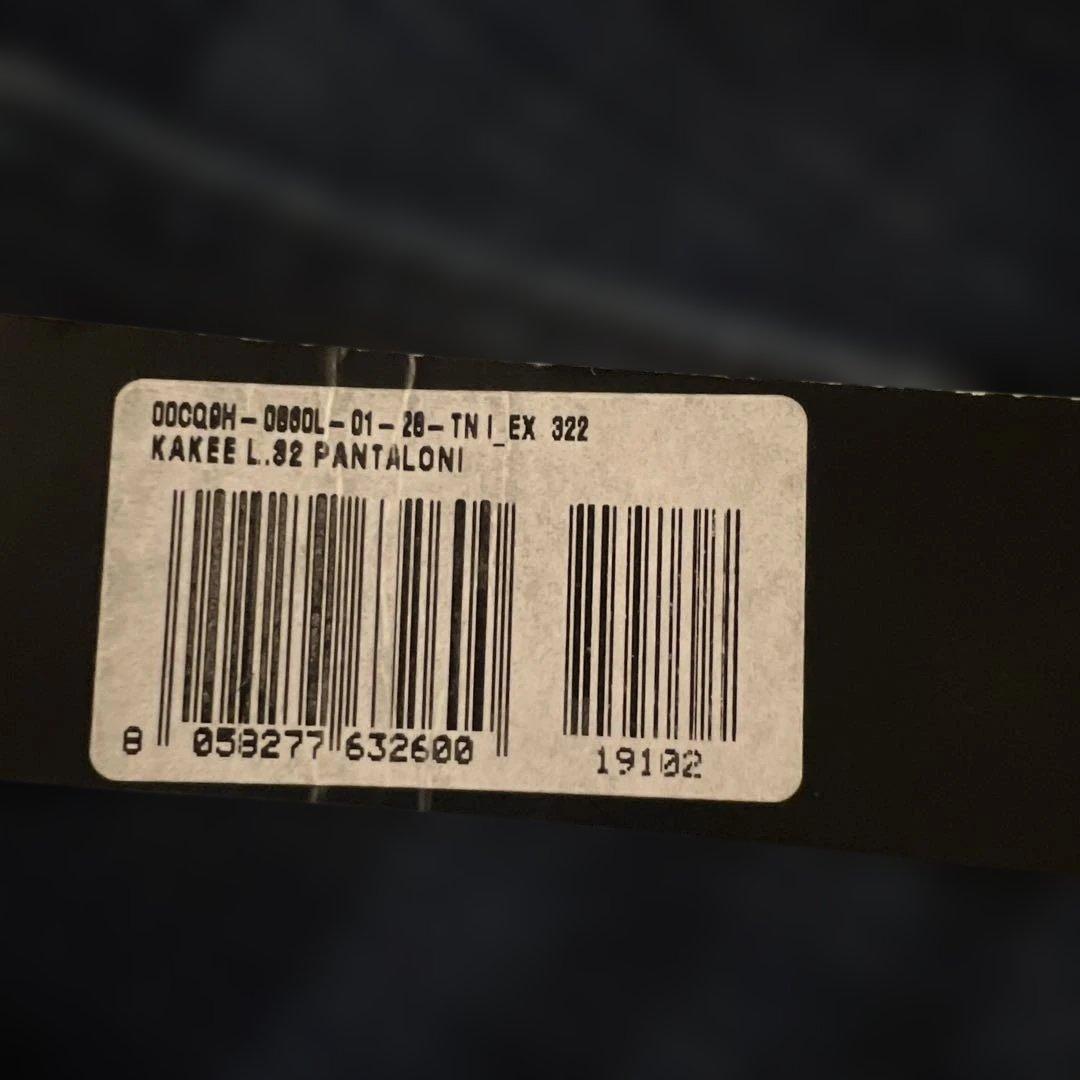 00CQ9H-0860L-01-28-TN I_EX 322
KAKEE L.32 PANTALONI
8 058277 632600 19102